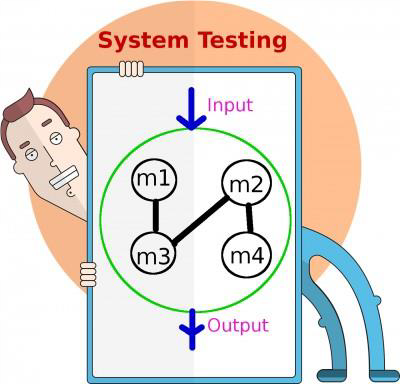 System Testing
Input
m1 m2
m3 m4
Output